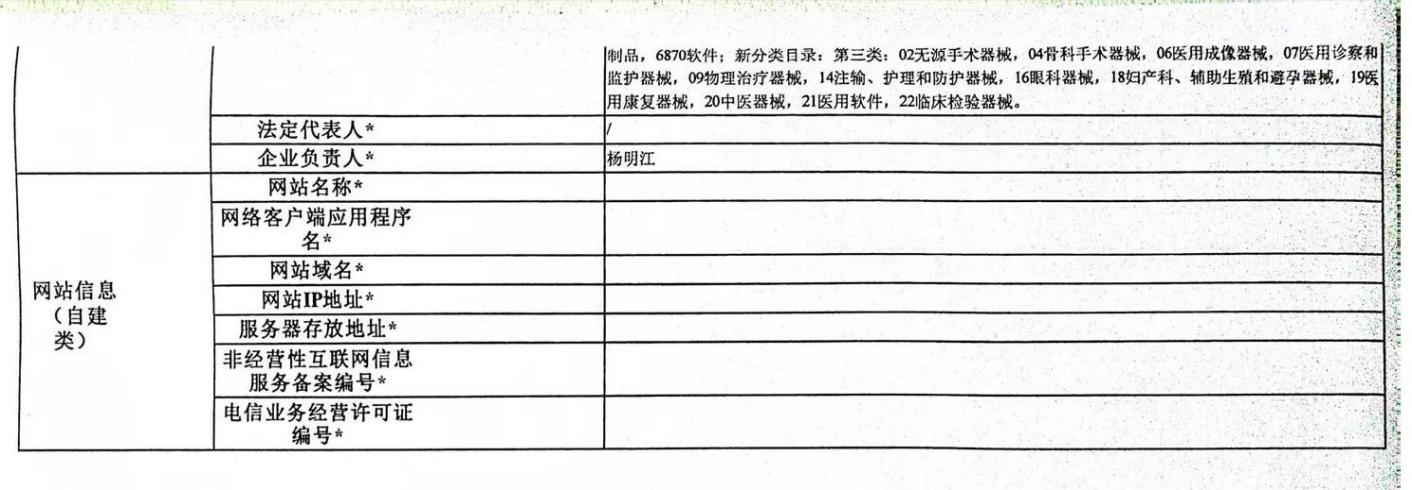 制品，6870软件；新分类目录：第三类：02无源手术器械，04骨科手术器械，06医用成像器械，07医用诊察和
监护器械，09物理治疗器械，14注输、护理和防护器械，16眼科器械，18妇产科、辅助生殖和避孕器械，19医
用康复器械，20中医器械，21医用软件，22临床检验器械。
法定代表人*
/
企业负责人*
杨明江
网站信息
（自建
类）
网站名称*
网络客户端应用程序
名*
网站域名*
网站IP地址*
服务器存放地址*
非经营性互联网信息
服务备案编号*
电信业务经营许可证
编号*